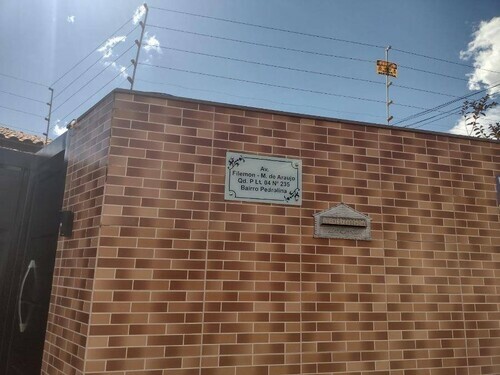 Av.
Filemon - M. de Araujo
Qd. P Lt. 04 Nº 235
Bairro Pedralina